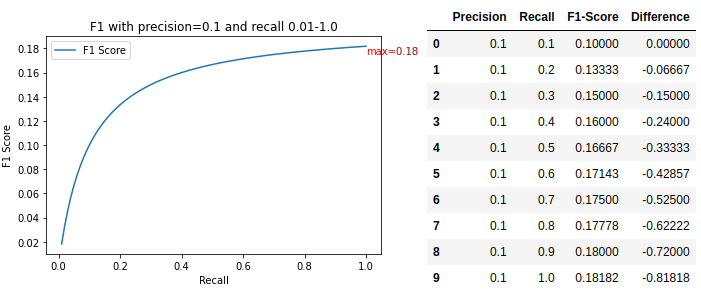 F1 with precision=0.1 and recall 0.01-1.0
F1 Score
max=0.18
0.18
0.16
0.14
0.12
0.10
0.08
0.06
0.04
0.02
F1 Score
0.0 0.2 0.4 0.6 0.8 1.0
Recall
Precision Recall F1-Score Difference
0 0.1 0.1 0.10000 0.00000
1 0.1 0.2 0.13333 -0.06667
2 0.1 0.3 0.15000 -0.15000
3 0.1 0.4 0.16000 -0.24000
4 0.1 0.5 0.16667 -0.33333
5 0.1 0.6 0.17143 -0.42857
6 0.1 0.7 0.17500 -0.52500
7 0.1 0.8 0.17778 -0.62222
8 0.1 0.9 0.18000 -0.72000
9 0.1 1.0 0.18182 -0.81818